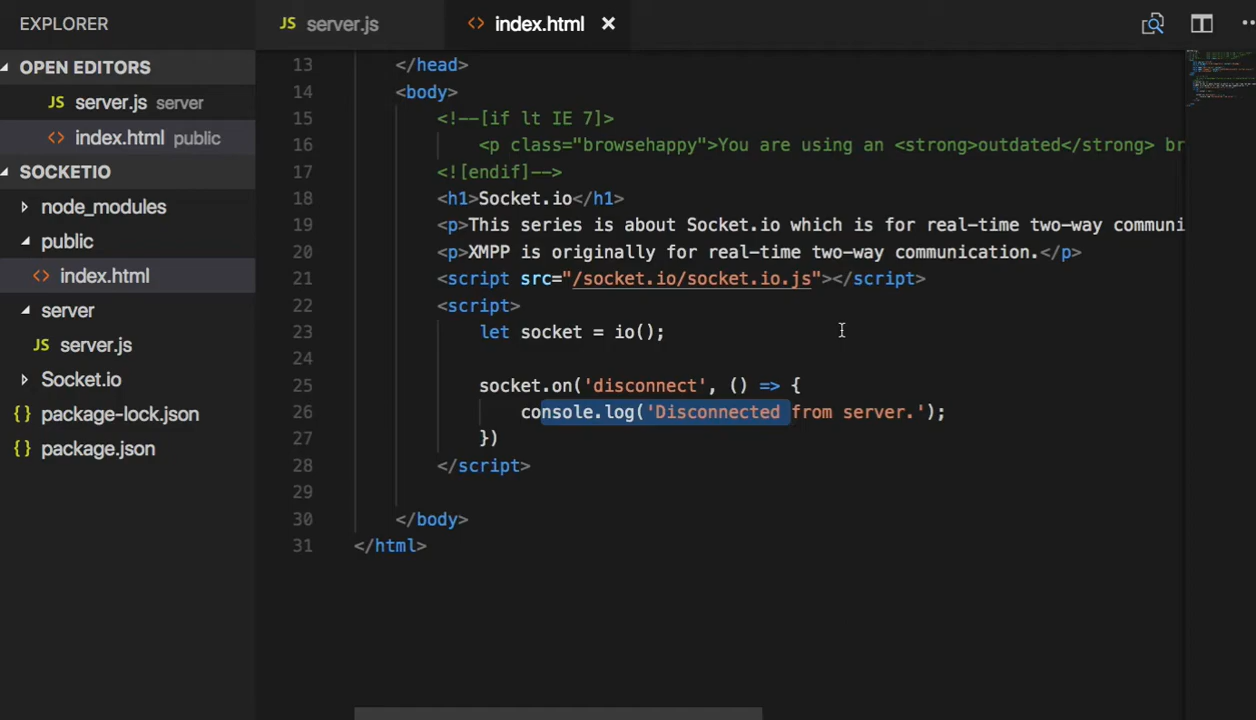 EXPLORER
OPEN EDITORS
JS server.js server
<> index.html public
SOCKETIO
node_modules
public
<> index.html
server
JS server.js
Socket.io
{} package-lock.json
{} package.json
JS server.js
<> index.html ×
13 </head>
14 <body>
15 <!--[if lt IE 7]>
16 <p class="browsehappy">You are using an <strong>outdated</strong> br
17 <![endif]-->
18 <h1>Socket.io</h1>
19 <p>This series is about Socket.io which is for real-time two-way communi
20 <p>XMPP is originally for real-time two-way communication.</p>
21 <script src="/socket.io/socket.io.js"></script>
22 <script>
23 let socket = io();
24
25 socket.on('disconnect', () => {
26 console.log('Disconnected from server.');
27 })
28 </script>
29
30 </body>
31 </html>